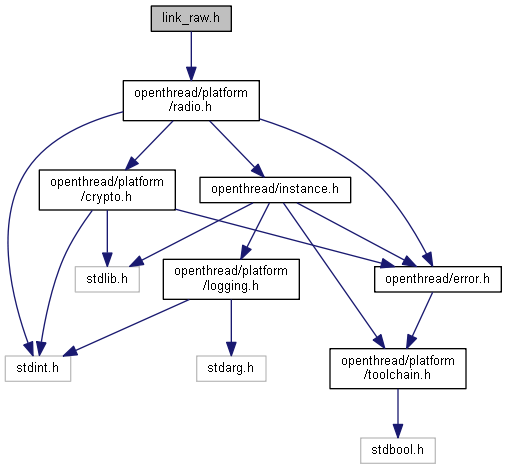 link_raw.h
openthread/platform
/radio.h
openthread/platform
/crypto.h
openthread/instance.h
stdlib.h
openthread/platform
/logging.h
openthread/error.h
stdint.h
stdarg.h
openthread/platform
/toolchain.h
stdbool.h